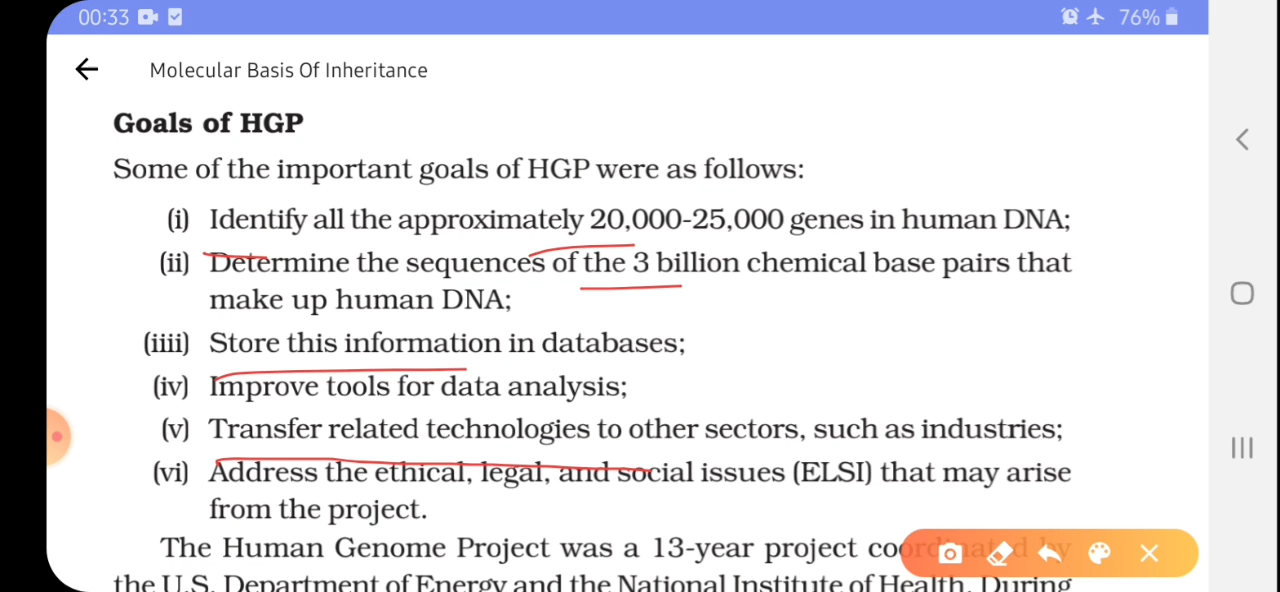 00:33
76%
Molecular Basis Of Inheritance
Goals of HGP
Some of the important goals of HGP were as follows:
(i) Identify all the approximately 20,000-25,000 genes in human DNA;
(ii) Determine the sequences of the 3 billion chemical base pairs that
make up human DNA;
(iiii) Store this information in databases;
(iv) Improve tools for data analysis;
(v) Transfer related technologies to other sectors, such as industries;
(vi) Address the ethical, legal, and social issues (ELSI) that may arise
from the project.
The Human Genome Project was a 13-year project coordinated by
the U.S. Department of Energy and the National Institute of Health. During